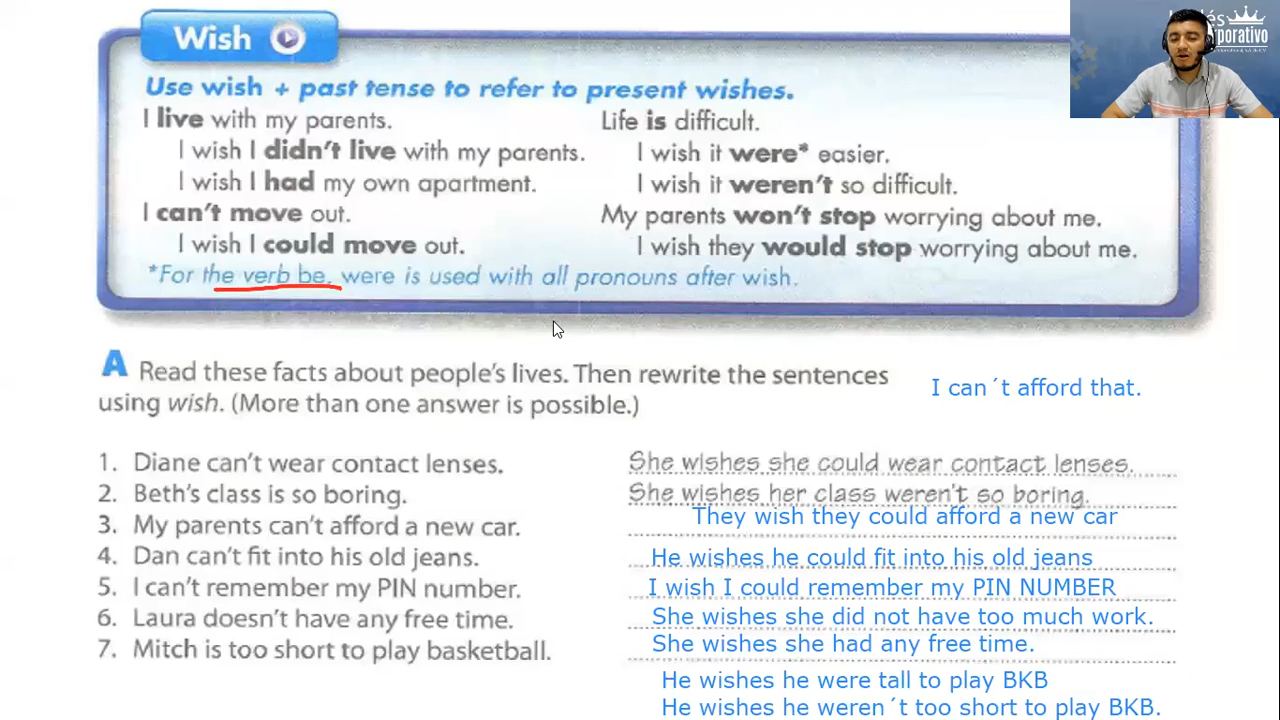 Wish
Use wish + past tense to refer to present wishes.
I live with my parents.
I wish I didn't live with my parents.
I wish I had my own apartment.
I can't move out.
I wish I could move out.
Life is difficult.
I wish it were* easier.
I wish it weren't so difficult.
My parents won't stop worrying about me.
I wish they would stop worrying about me.
*For the verb be, were is used with all pronouns after wish.
A Read these facts about people's lives. Then rewrite the sentences
using wish. (More than one answer is possible.)
I can´t afford that.
1. Diane can't wear contact lenses.
She wishes she could wear contact lenses.
2. Beth's class is so boring.
She wishes her class weren't so boring.
3. My parents can't afford a new car.
They wish they could afford a new car
4. Dan can't fit into his old jeans.
He wishes he could fit into his old jeans
5. I can't remember my PIN number.
I wish I could remember my PIN NUMBER
6. Laura doesn't have any free time.
She wishes she did not have too much work.
She wishes she had any free time.
7. Mitch is too short to play basketball.
He wishes he were tall to play BKB
He wishes he weren´t too short to play BKB.